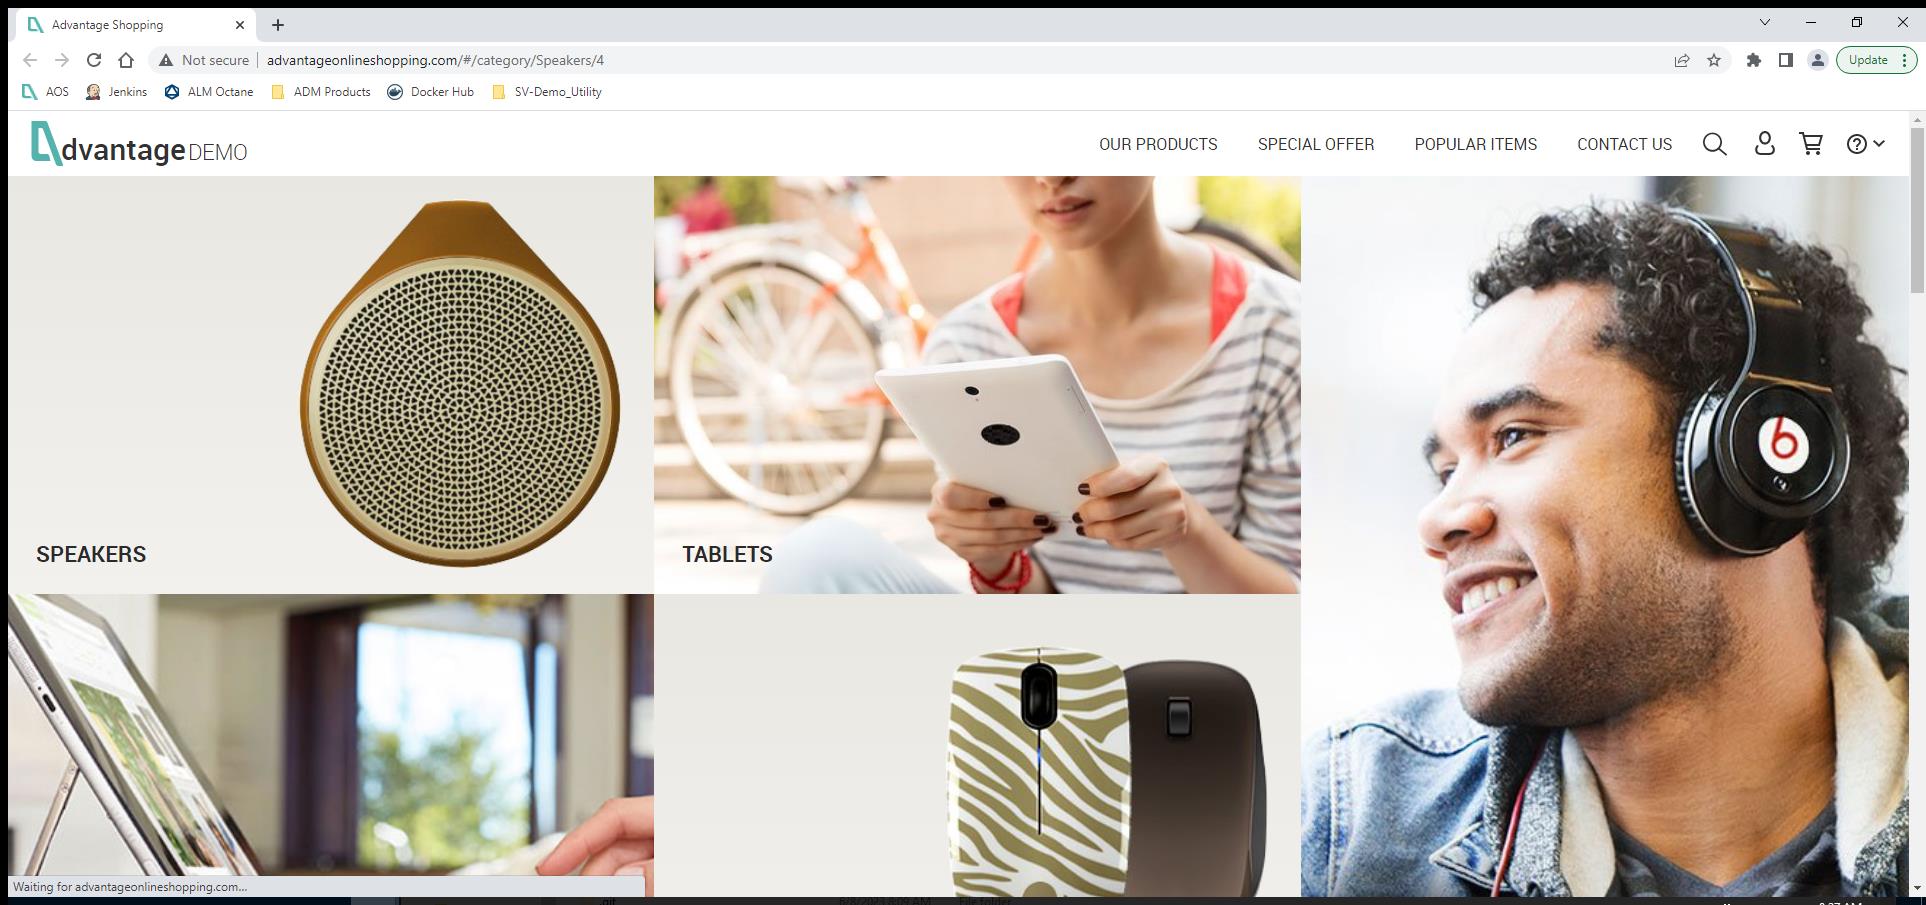 Advantage Shopping
Not secure
advantageonlineshopping.com/#/category/Speakers/4
Update
AOS
Jenkins
ALM Octane
ADM Products
Docker Hub
SV-Demo_Utility
dvantage DEMO
OUR PRODUCTS
SPECIAL OFFER
POPULAR ITEMS
CONTACT US
SPEAKERS
TABLETS
Waiting for advantageonlineshopping.com...